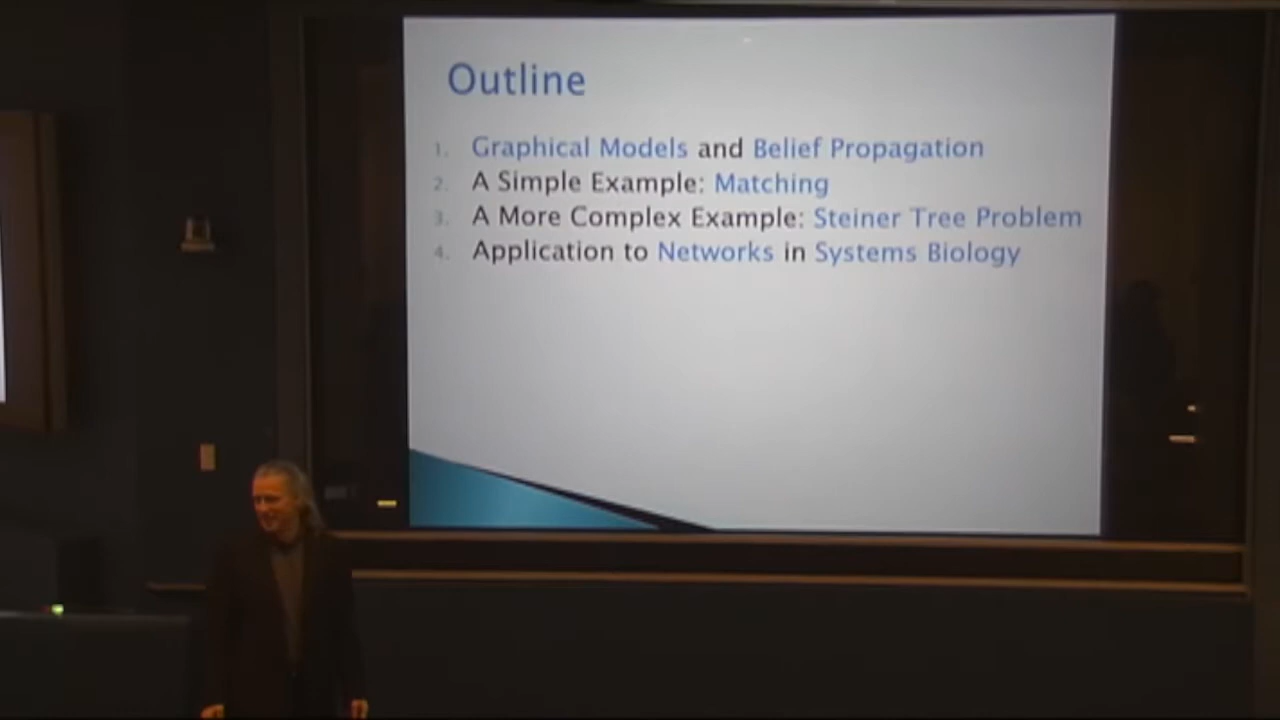 Outline
1. Graphical Models and Belief Propagation
2. A Simple Example: Matching
3. A More Complex Example: Steiner Tree Problem
4. Application to Networks in Systems Biology